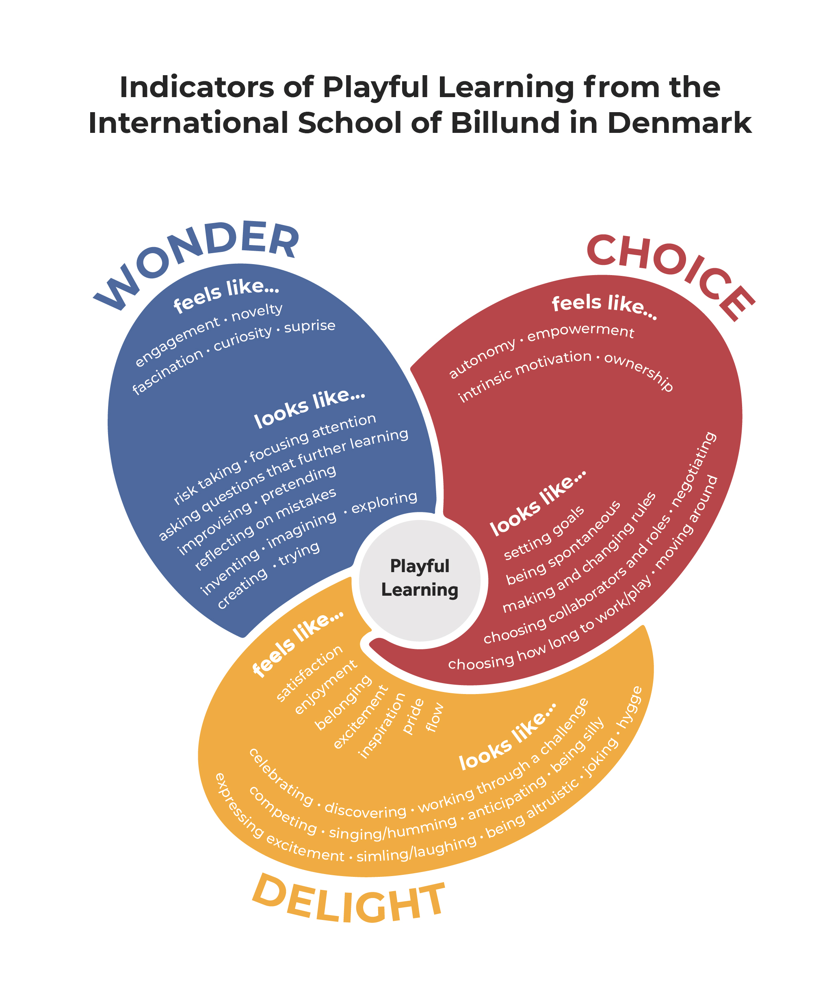 Indicators of Playful Learning from the
International School of Billund in Denmark
WONDER
feels like...
engagement · novelty
fascination · curiosity · suprise
looks like...
risk taking · focusing attention
asking questions that further learning
improvising · pretending
reflecting on mistakes
inventing · imagining · exploring
creating · trying
CHOICE
feels like...
autonomy · empowerment
intrinsic motivation · ownership
looks like...
setting goals
being spontaneous
making and changing rules
choosing collaborators and roles · negotiating
choosing how long to work/play · moving around
Playful
Learning
feels like...
satisfaction
enjoyment
belonging
excitement
inspiration
pride
flow
looks like...
celebrating · discovering · working through a challenge
competing · singing/humming · anticipating · being silly
expressing excitement · simling/laughing · being altruistic · joking · hygge
DELIGHT